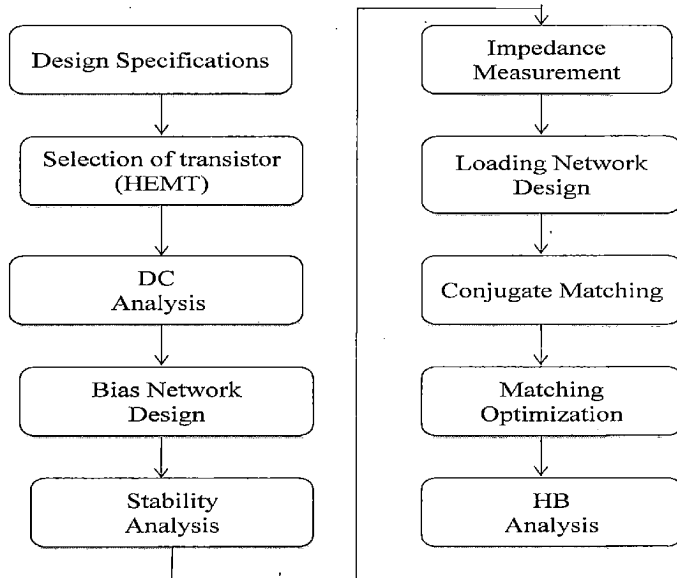 Design Specifications
Selection of transistor
(HEMT)
DC
Analysis
Bias Network
Design
Stability
Analysis
Impedance
Measurement
Loading Network
Design
Conjugate Matching
Matching
Optimization
HB
Analysis